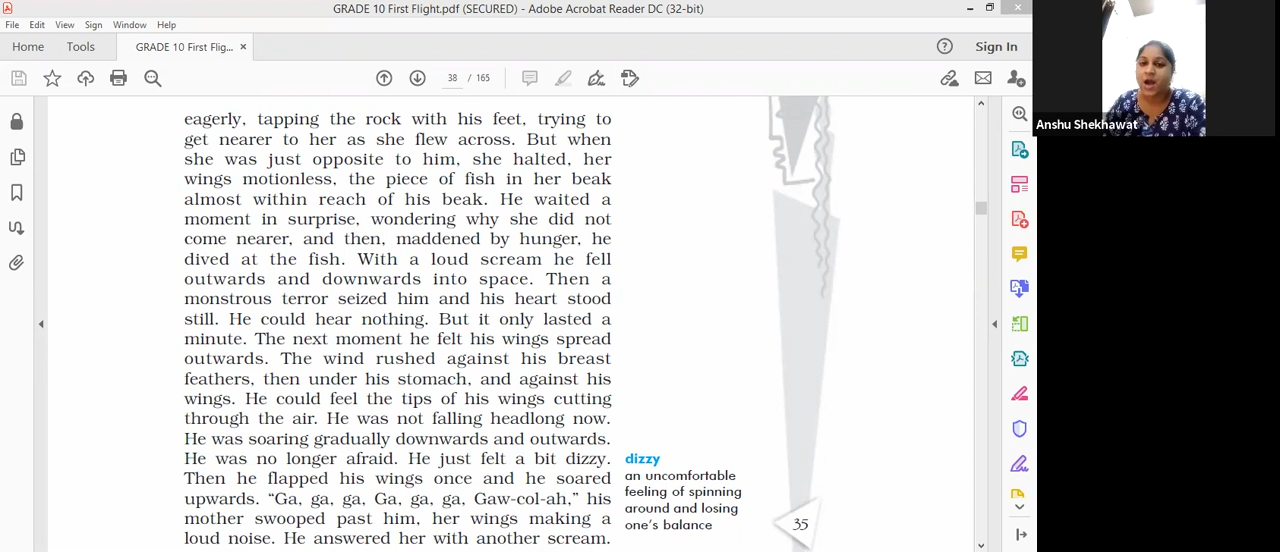 GRADE 10 First Flight.pdf (SECURED) - Adobe Acrobat Reader DC (32-bit)
File Edit View Sign Window Help
Home Tools GRADE 10 First Flig... × Sign In
38 / 165
Anshu Shekhawat
eagerly, tapping the rock with his feet, trying to
get nearer to her as she flew across. But when
she was just opposite to him, she halted, her
wings motionless, the piece of fish in her beak
almost within reach of his beak. He waited a
moment in surprise, wondering why she did not
come nearer, and then, maddened by hunger, he
dived at the fish. With a loud scream he fell
outwards and downwards into space. Then a
monstrous terror seized him and his heart stood
still. He could hear nothing. But it only lasted a
minute. The next moment he felt his wings spread
outwards. The wind rushed against his breast
feathers, then under his stomach, and against his
wings. He could feel the tips of his wings cutting
through the air. He was not falling headlong now.
He was soaring gradually downwards and outwards.
He was no longer afraid. He just felt a bit dizzy.
Then he flapped his wings once and he soared
upwards. “Ga, ga, ga, Ga, ga, ga, Gaw-col-ah,” his
mother swooped past him, her wings making a
loud noise. He answered her with another scream.
dizzy
an uncomfortable
feeling of spinning
around and losing
one’s balance
35